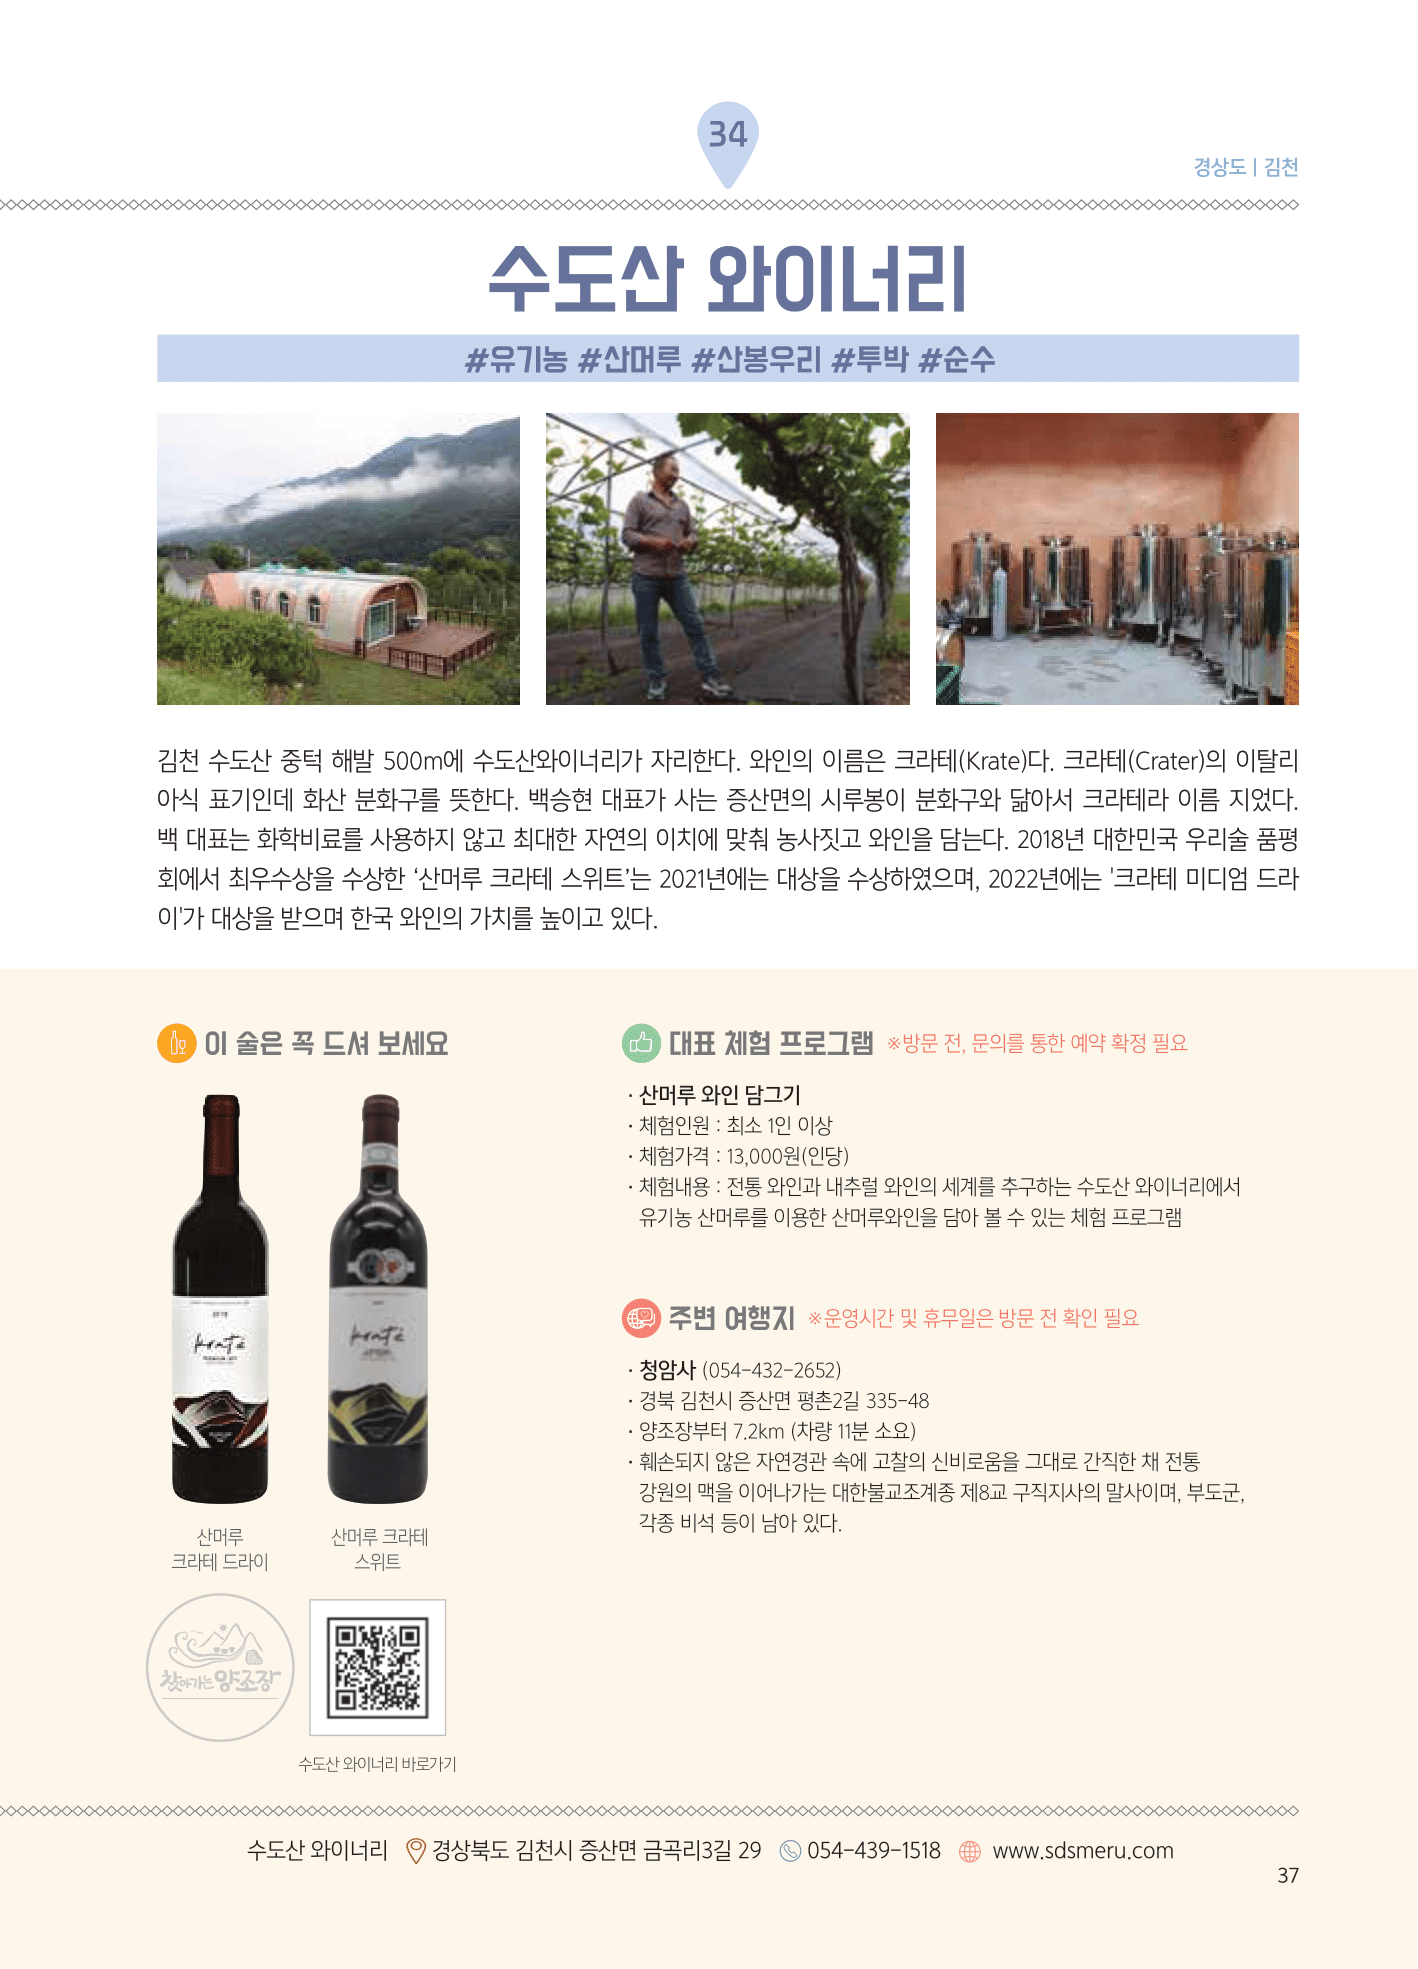 34
경상도 | 김천
수도산 와이너리
#유기농 #산머루 #산봉우리 #투박 #순수
김천 수도산 중턱 해발 500m에 수도산와이너리가 자리한다. 와인의 이름은 크라테(Krate)다. 크라테(Crater)의 이탈리
아식 표기인데 화산 분화구를 뜻한다. 백승현 대표가 사는 증산면의 시루봉이 분화구와 닮아서 크라테라 이름 지었다.
백 대표는 화학비료를 사용하지 않고 최대한 자연의 이치에 맞춰 농사짓고 와인을 담는다. 2018년 대한민국 우리술 품평
회에서 최우수상을 수상한 ‘산머루 크라테 스위트’는 2021년에는 대상을 수상하였으며, 2022년에는 '크라테 미디엄 드라
이'가 대상을 받으며 한국 와인의 가치를 높이고 있다.
이 술은 꼭 드셔 보세요
kraté
kraté
산머루
크라테 드라이
산머루 크라테
스위트
찾아가는 양조장
수도산 와이너리 바로가기
대표 체험 프로그램 ※방문 전, 문의를 통한 예약 확정 필요
· 산머루 와인 담그기
· 체험인원 : 최소 1인 이상
· 체험가격 : 13,000원(인당)
· 체험내용 : 전통 와인과 내추럴 와인의 세계를 추구하는 수도산 와이너리에서
유기농 산머루를 이용한 산머루와인을 담아 볼 수 있는 체험 프로그램
주변 여행지 ※운영시간 및 휴무일은 방문 전 확인 필요
· 청암사 (054-432-2652)
· 경북 김천시 증산면 평촌2길 335-48
· 양조장부터 7.2km (차량 11분 소요)
· 훼손되지 않은 자연경관 속에 고찰의 신비로움을 그대로 간직한 채 전통
강원의 맥을 이어나가는 대한불교조계종 제8교 구직지사의 말사이며, 부도군,
각종 비석 등이 남아 있다.
수도산 와이너리 경상북도 김천시 증산면 금곡리3길 29 054-439-1518 www.sdsmeru.com
37